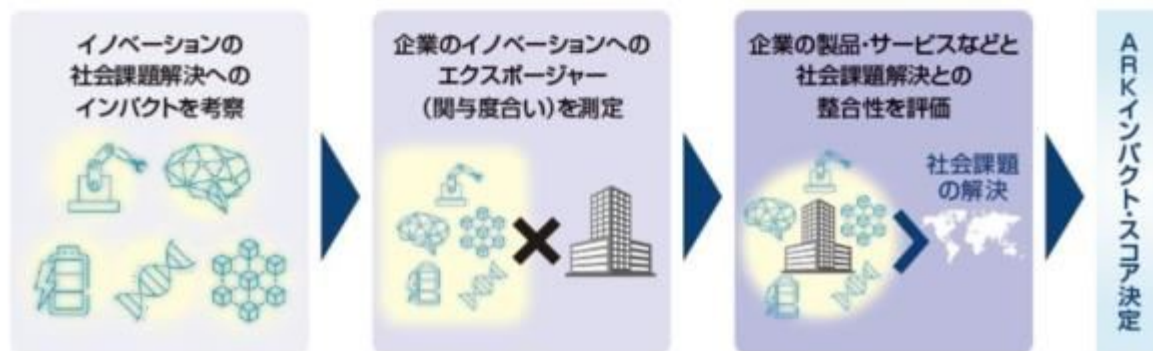 イノベーションの
社会課題解決への
インパクトを考察
企業のイノベーションへの
エクスポージャー
(関与度合い)を測定
企業の製品・サービスなどと
社会課題解決との
整合性を評価
社会課題
の解決
ARKインパクト・スコア決定